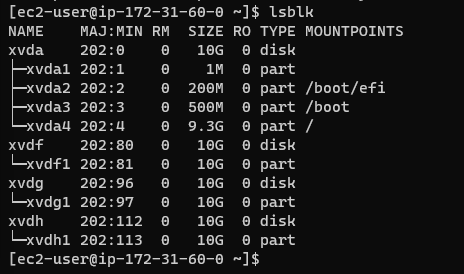 [ec2-user@ip-172-31-60-0 ~]$ lsblk
NAME    MAJ:MIN RM  SIZE RO TYPE MOUNTPOINTS
xvda    202:0    0   10G  0 disk
├─xvda1 202:1    0    1M  0 part
├─xvda2 202:2    0  200M  0 part /boot/efi
├─xvda3 202:3    0  500M  0 part /boot
└─xvda4 202:4    0  9.3G  0 part /
xvdf    202:80   0   10G  0 disk
└─xvdf1 202:81   0   10G  0 part
xvdg    202:96   0   10G  0 disk
└─xvdg1 202:97   0   10G  0 part
xvdh    202:112  0   10G  0 disk
└─xvdh1 202:113  0   10G  0 part
[ec2-user@ip-172-31-60-0 ~]$